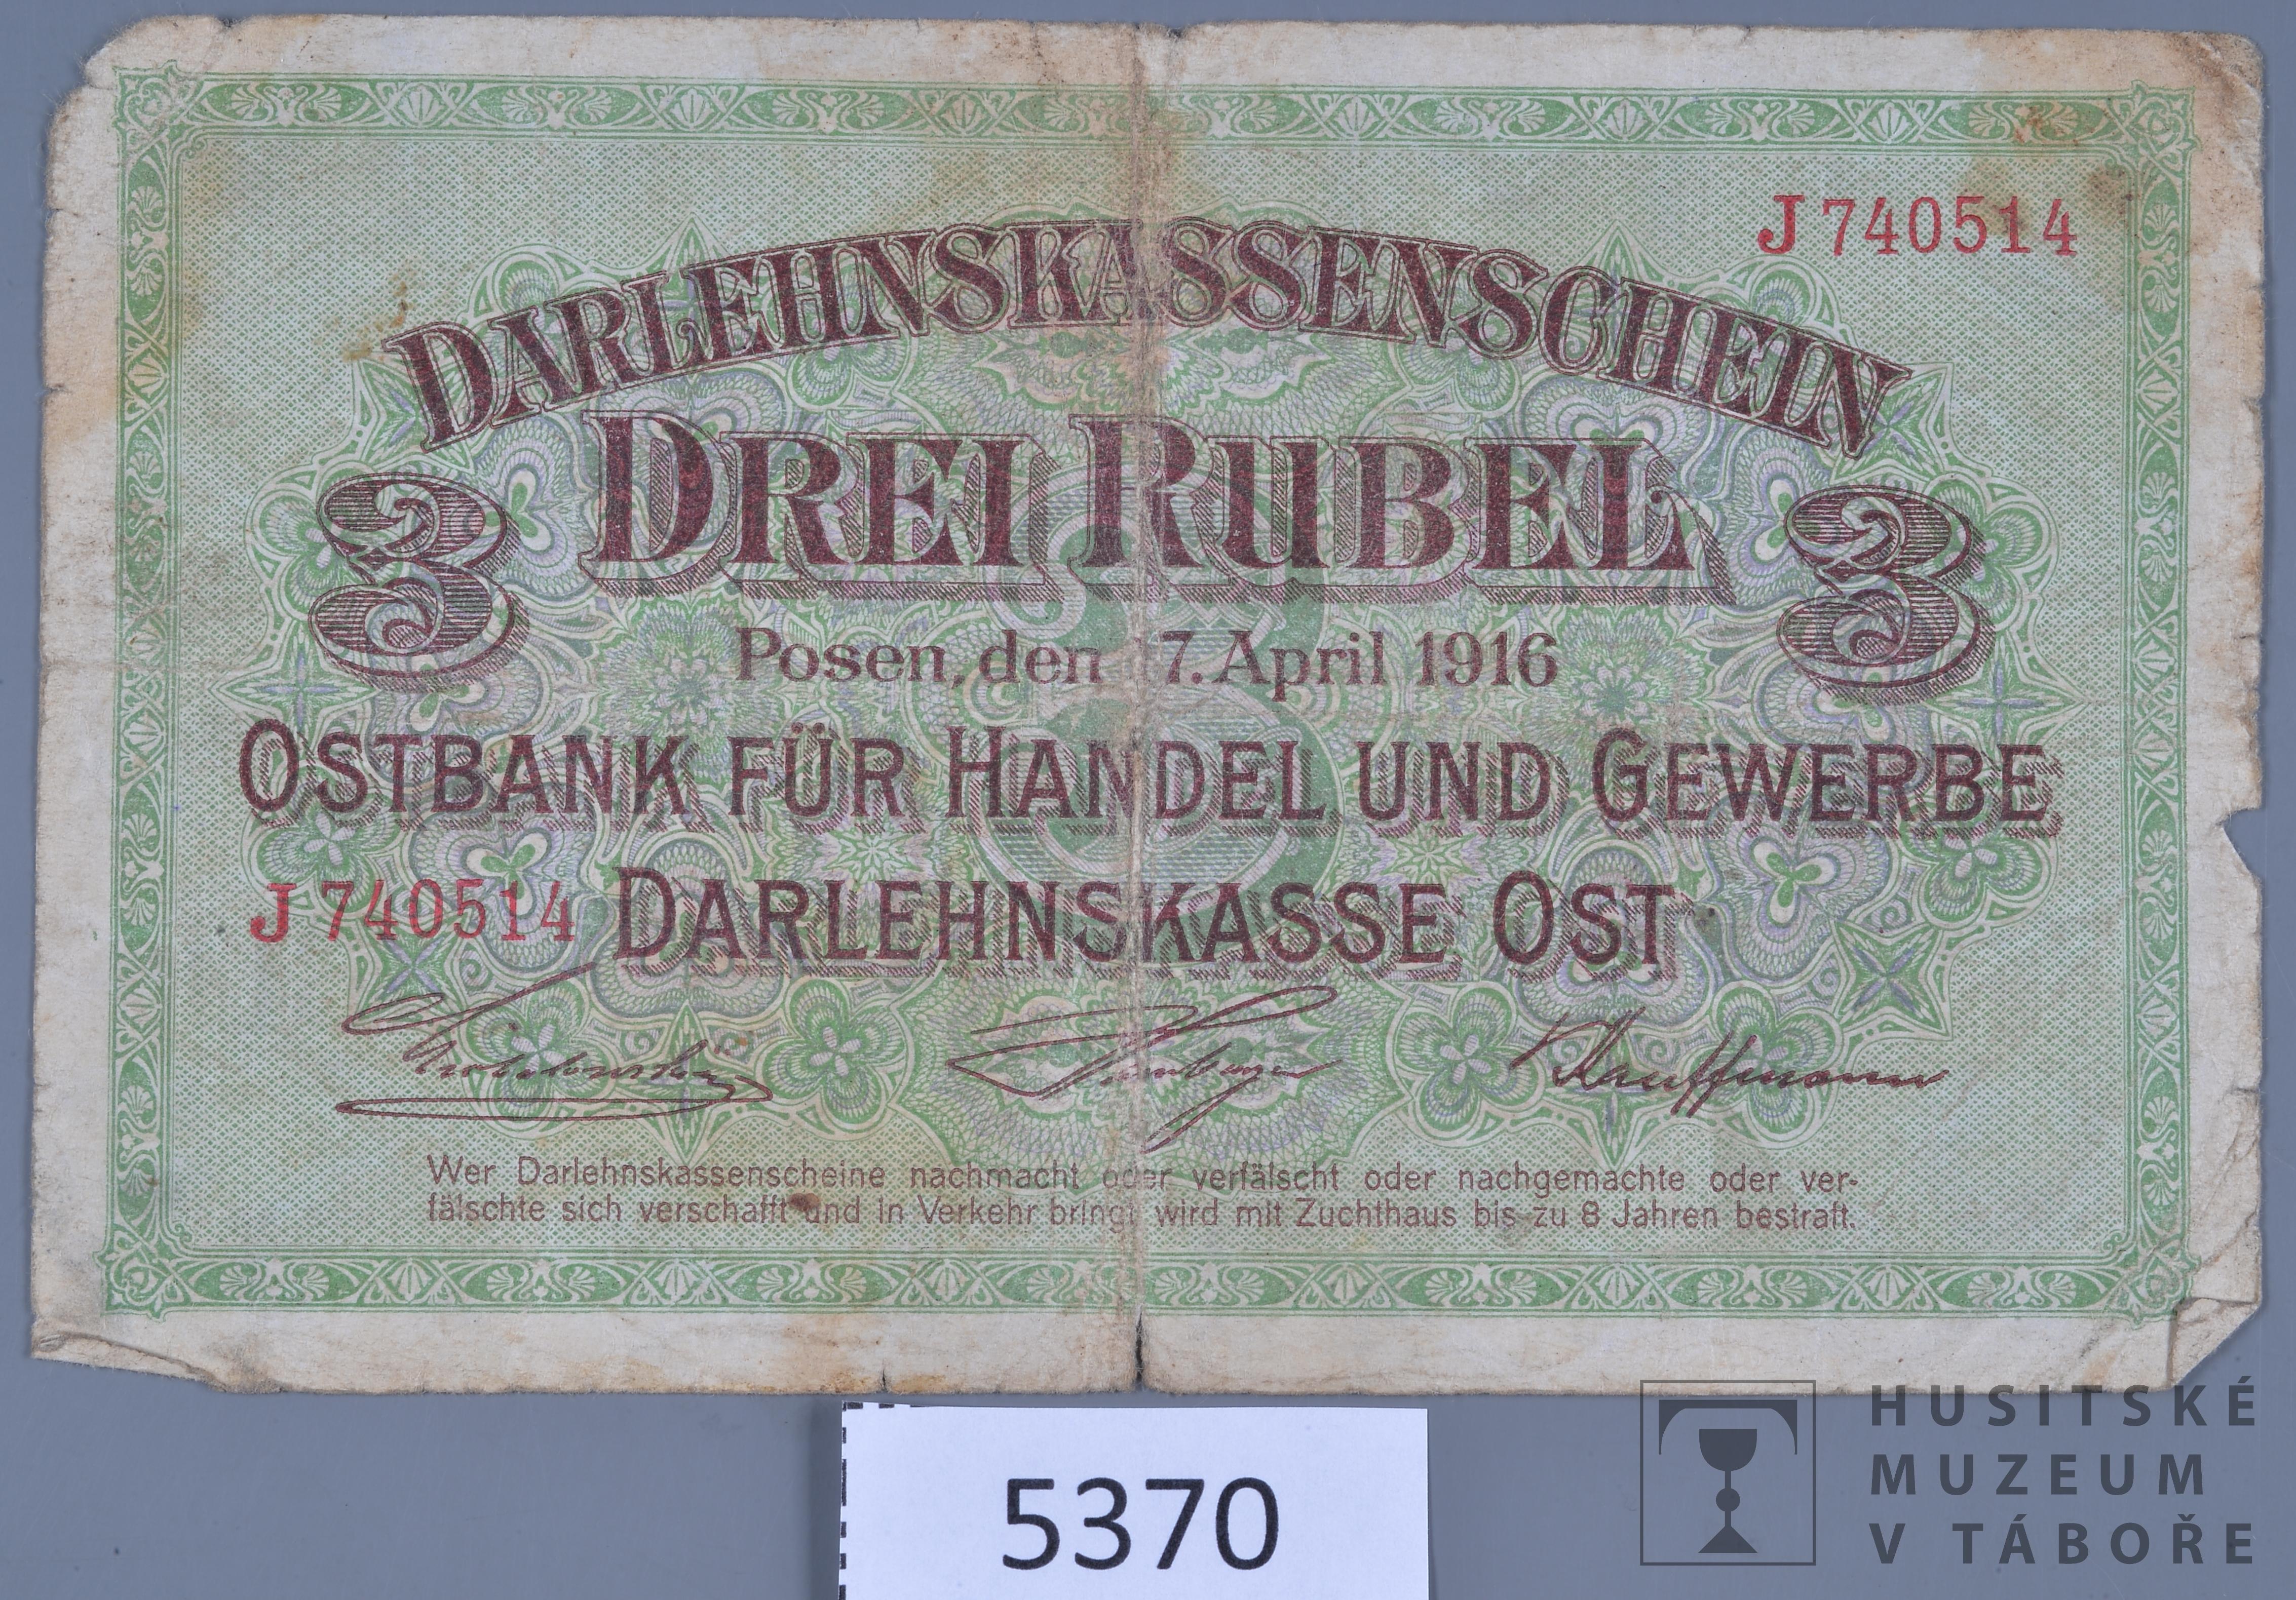 J 740514
DARLEHNSKASSENSCHEIN
3 DREI RUBEL 3
Posen, den 17. April 1916
OSTBANK FÜR HANDEL UND GEWERBE
J 740514 DARLEHNSKASSE OST
Kauffmann
Wer Darlehnskassenscheine nachmacht oder verfälscht oder nachgemachte oder ver-
fälschte sich verschafft und in Verkehr bringt wird mit Zuchthaus bis zu 8 Jahren bestraft.
5370
HUSITSKÉ
MUZEUM
V TÁBOŘE